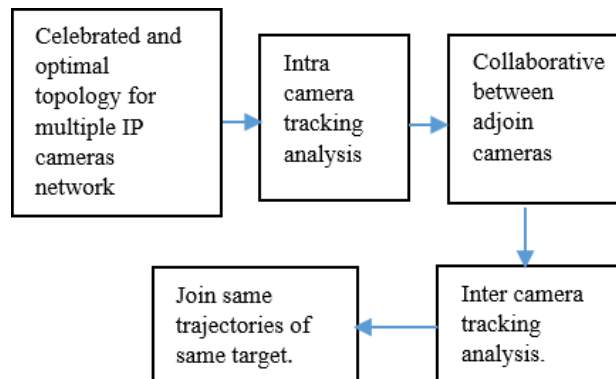 Celebrated and
optimal
topology for
multiple IP
cameras
network
Intra
camera
tracking
analysis
Collaborative
between
adjoin
cameras
Inter camera
tracking
analysis.
Join same
trajectories of
same target.